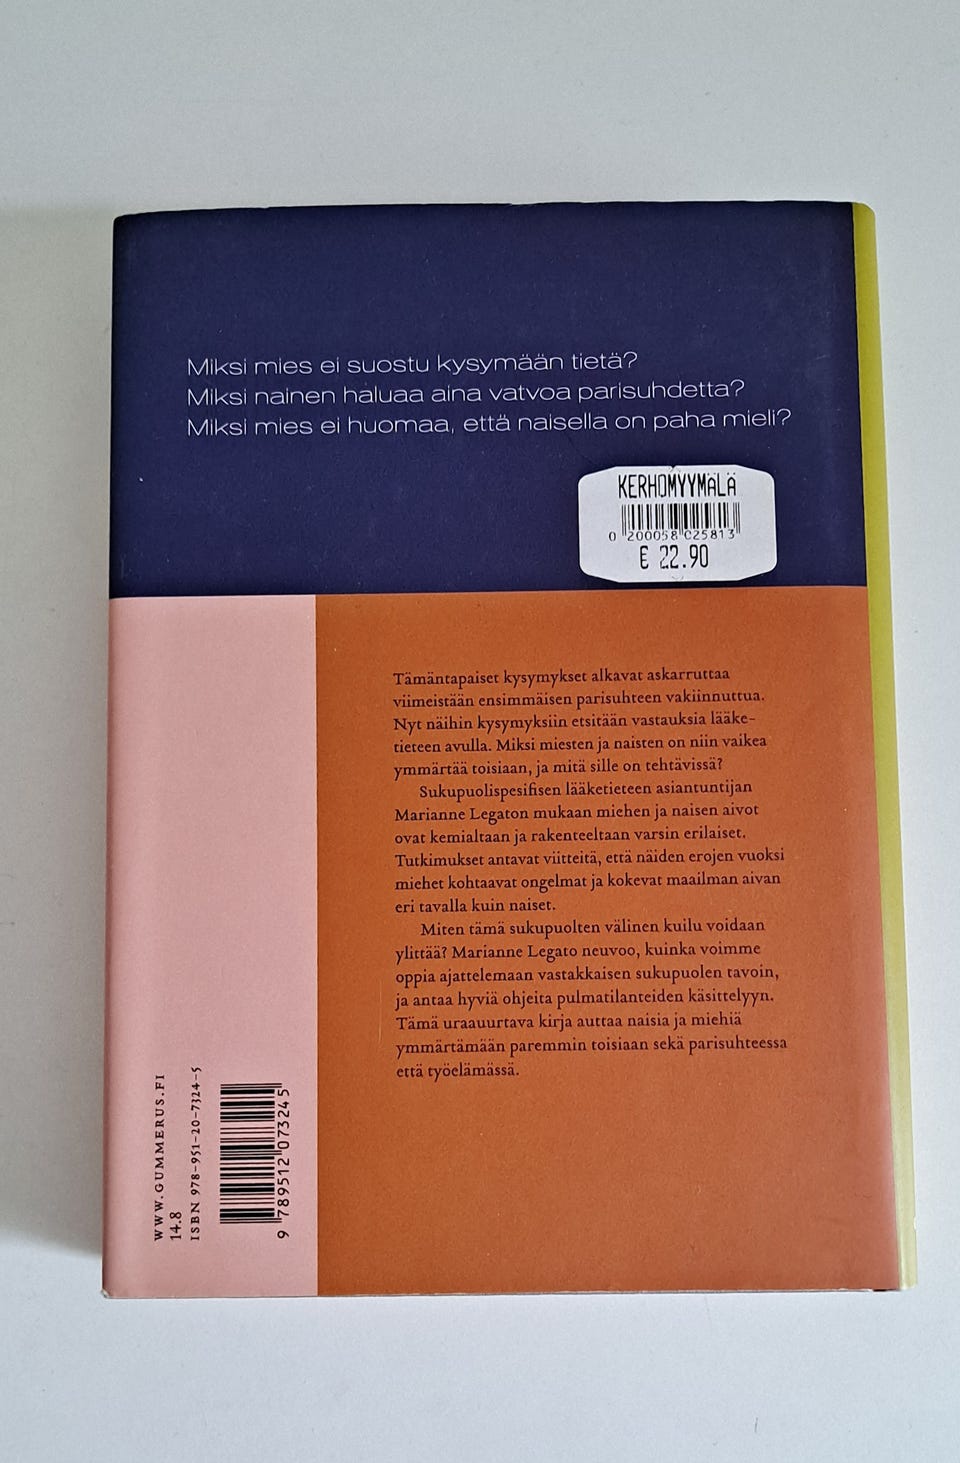 Miksi mies ei suostu kysymään tietä?
Miksi nainen haluaa aina vatvoa parisuhdetta?
Miksi mies ei huomaa, että naisella on paha mieli?
KERHOMYYMÄLÄ
0 200058 025813
€ 22.90
Tämäntapaiset kysymykset alkavat askarruttaa
viimeistään ensimmäisen parisuhteen vakiinnuttua.
Nyt näihin kysymyksiin etsitään vastauksia lääke-
tieteen avulla. Miksi miesten ja naisten on niin vaikea
ymmärtää toisiaan, ja mitä sille on tehtävissä?
Sukupuolispesifisen lääketieteen asiantuntijan
Marianne Legaton mukaan miehen ja naisen aivot
ovat kemialtaan ja rakenteeltaan varsin erilaiset.
Tutkimukset antavat viitteitä, että näiden erojen vuoksi
miehet kohtaavat ongelmat ja kokevat maailman aivan
eri tavalla kuin naiset.
Miten tämä sukupuolten välinen kuilu voidaan
ylittää? Marianne Legato neuvoo, kuinka voimme
oppia ajattelemaan vastakkaisen sukupuolen tavoin,
ja antaa hyviä ohjeita pulmatilanteiden käsittelyyn.
Tämä uraauurtava kirja auttaa naisia ja miehiä
ymmärtämään paremmin toisiaan sekä parisuhteessa
että työelämässä.
WWW.GUMMERUS.FI
14.8
ISBN 978-951-20-7324-5
9 789512 073245